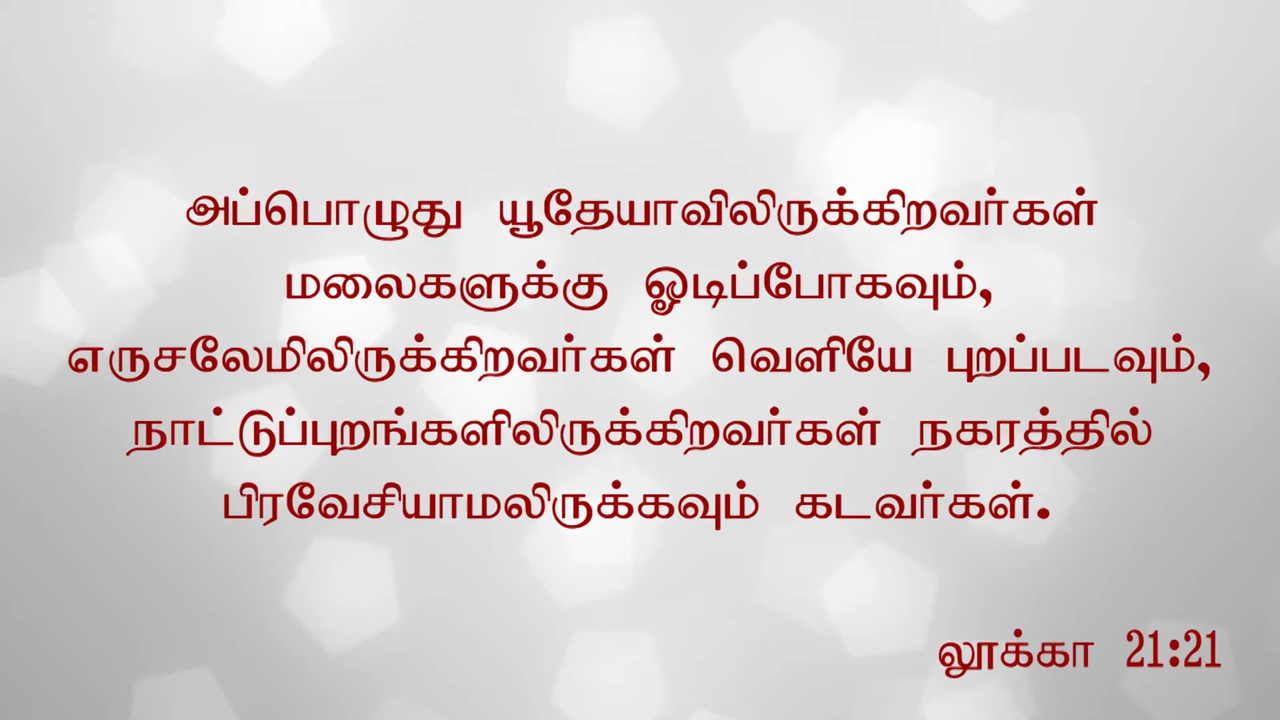 அப்பொழுது யூதேயாவிலிருக்கிறவர்கள்
மலைகளுக்கு ஓடிப்போகவும்,
எருசலேமிலிருக்கிறவர்கள் வெளியே புறப்படவும்,
நாட்டுப்புறங்களிலிருக்கிறவர்கள் நகரத்தில்
பிரவேசியாமலிருக்கவும் கடவர்கள்.
லூக்கா 21:21